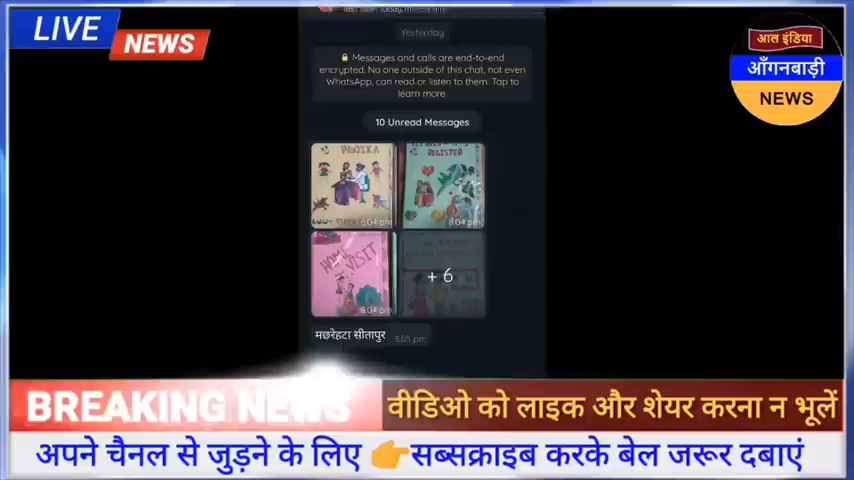 LIVE
NEWS
आल इंडिया
आँगनबाड़ी
NEWS
Yesterday
Messages and calls are end-to-end
encrypted. No one outside of this chat, not even
WhatsApp, can read or listen to them. Tap to
learn more.
10 Unread Messages
REGISTER
8:04 pm
8:04 pm
HOME
VISIT
8:04 pm
+ 6
मछरेहटा सीतापुर
8:05 pm
BREAKING NEWS
वीडिओ को लाइक और शेयर करना न भूलें
अपने चैनल से जुड़ने के लिए 👉सब्सक्राइब करके बेल जरूर दबाएं